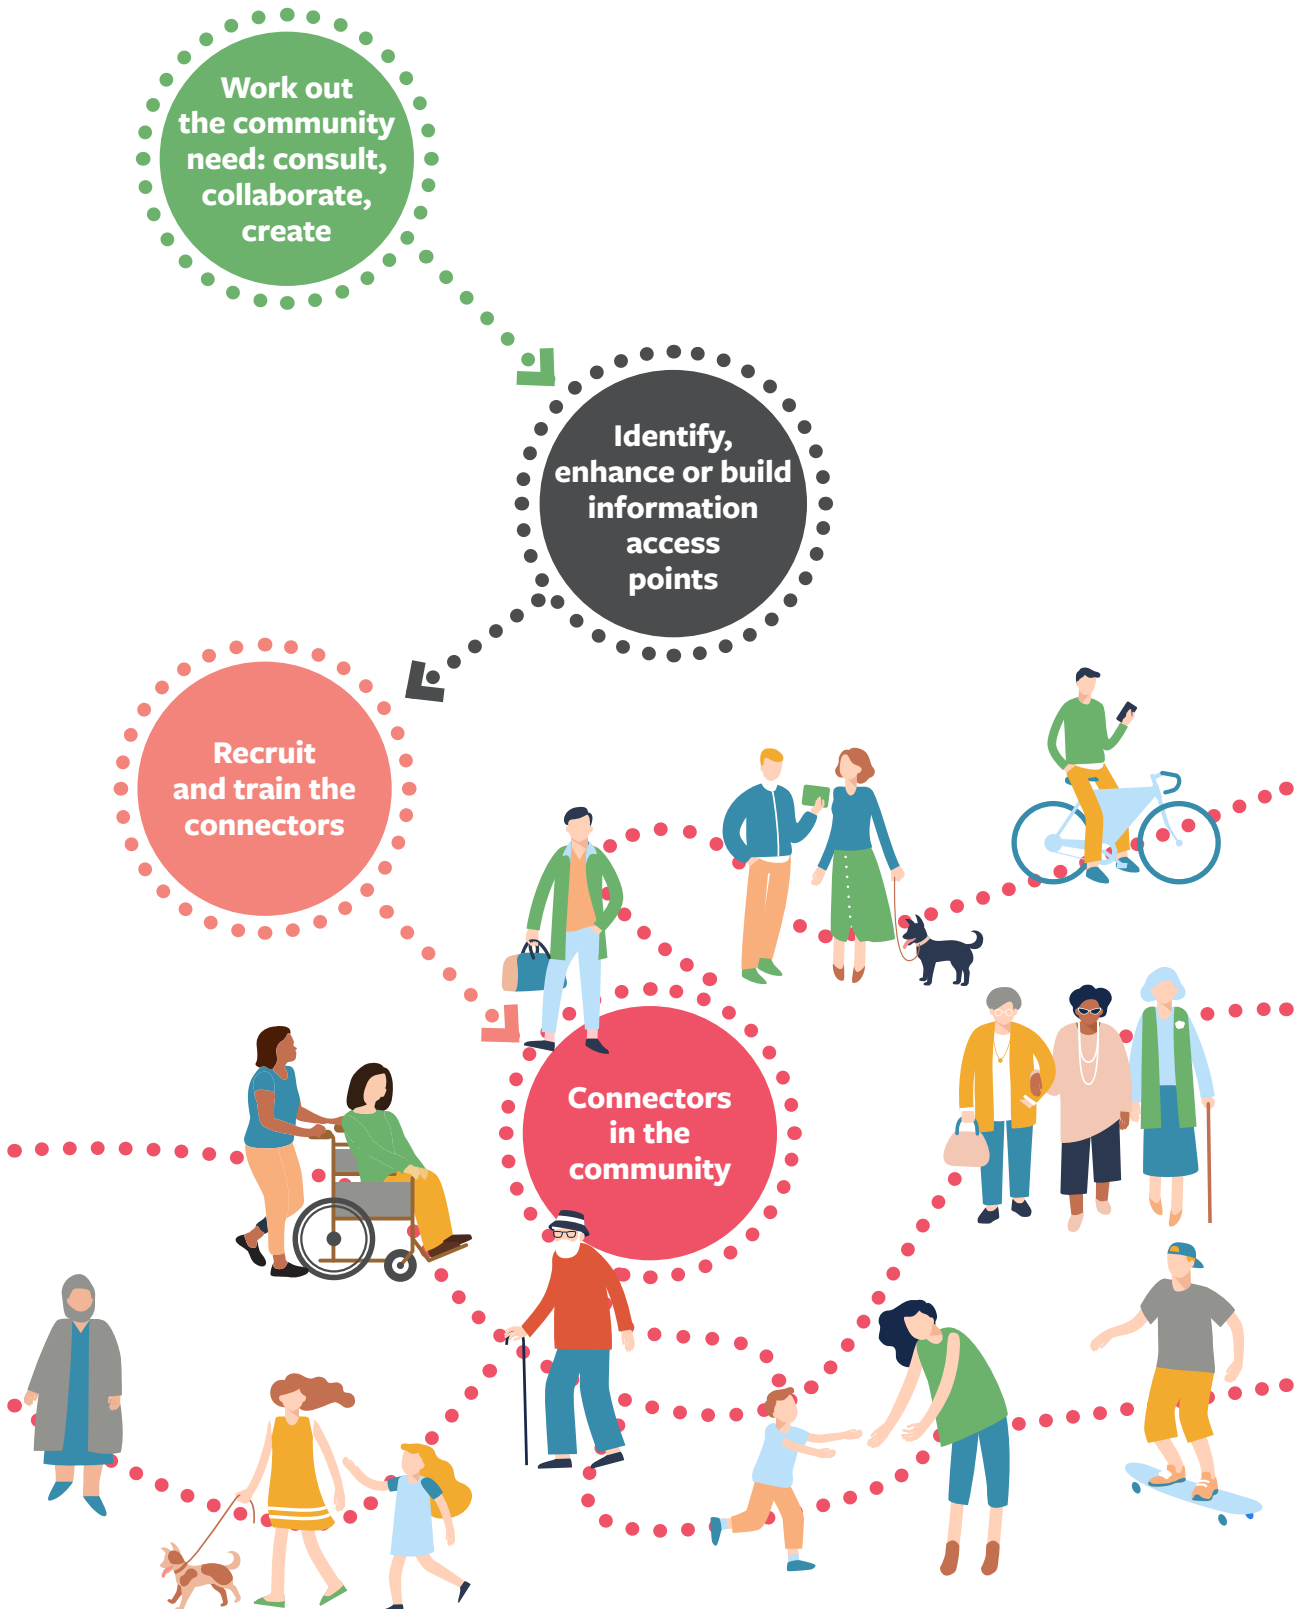 Work out
the community
need: consult,
collaborate,
create
Identify,
enhance or build
information
access
points
Recruit
and train the
connectors
Connectors
in the
community